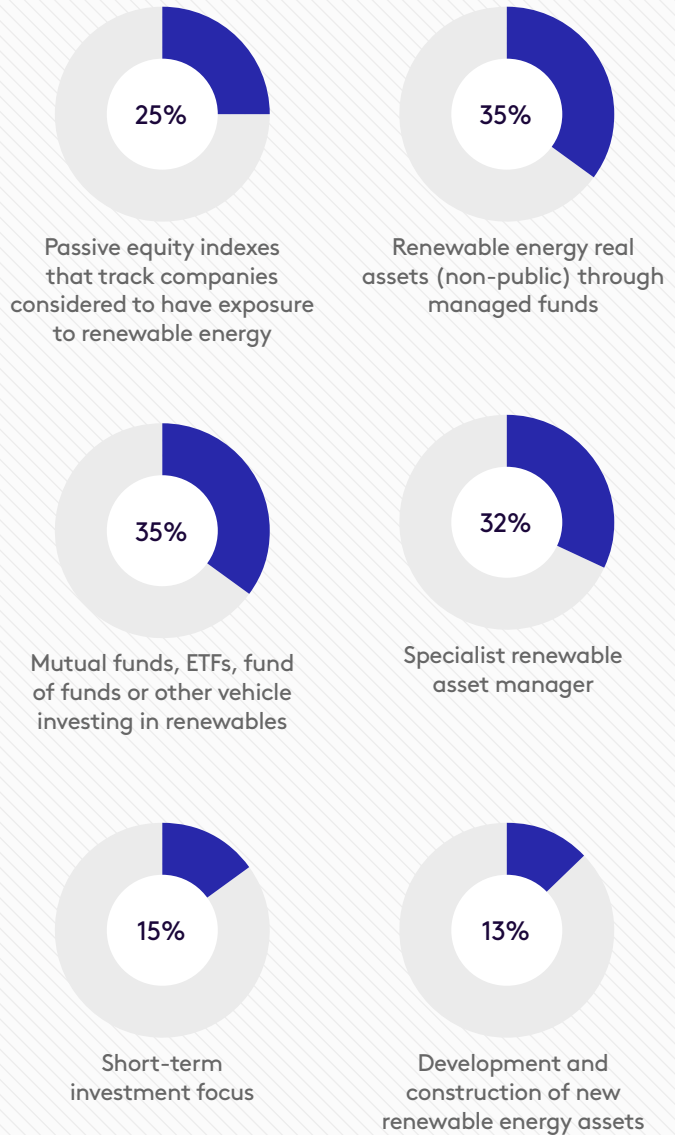 25%
Passive equity indexes
that track companies
considered to have exposure
to renewable energy
35%
Renewable energy real
assets (non-public) through
managed funds
35%
Mutual funds, ETFs, fund
of funds or other vehicle
investing in renewables
32%
Specialist renewable
asset manager
15%
Short-term
investment focus
13%
Development and
construction of new
renewable energy assets